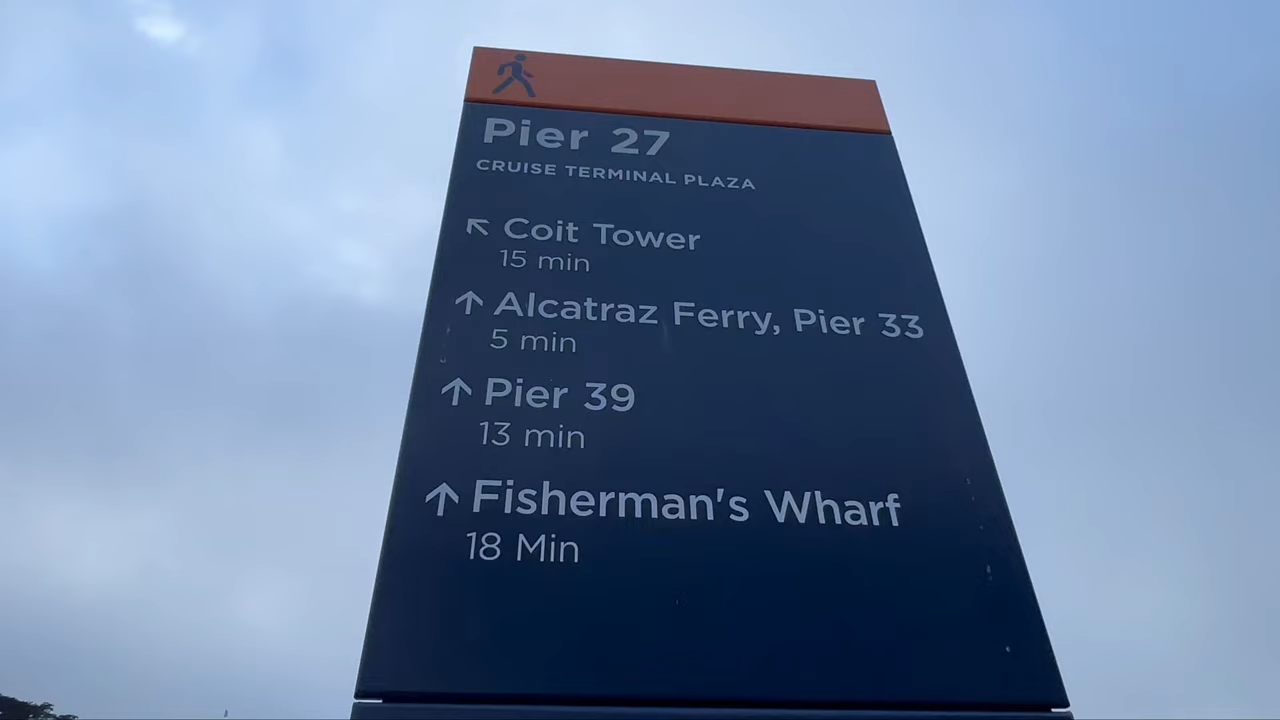 Pier 27
CRUISE TERMINAL PLAZA
↖ Coit Tower
15 min
↑ Alcatraz Ferry, Pier 33
5 min
↑ Pier 39
13 min
↑ Fisherman's Wharf
18 Min